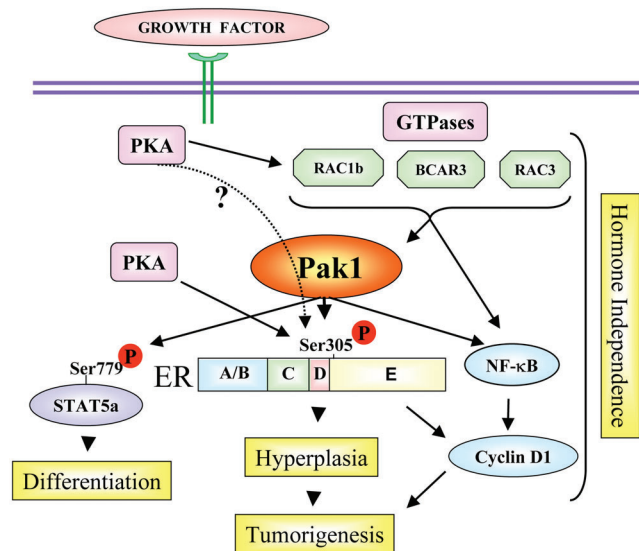 GROWTH FACTOR
GTPases
PKA
RAC1b
BCAR3
RAC3
?
Hormone Independence
Pak1
PKA
P
Ser305
P
Ser779
ER
A/B
C
D
E
NF-κB
STAT5a
Hyperplasia
Cyclin D1
Differentiation
Tumorigenesis